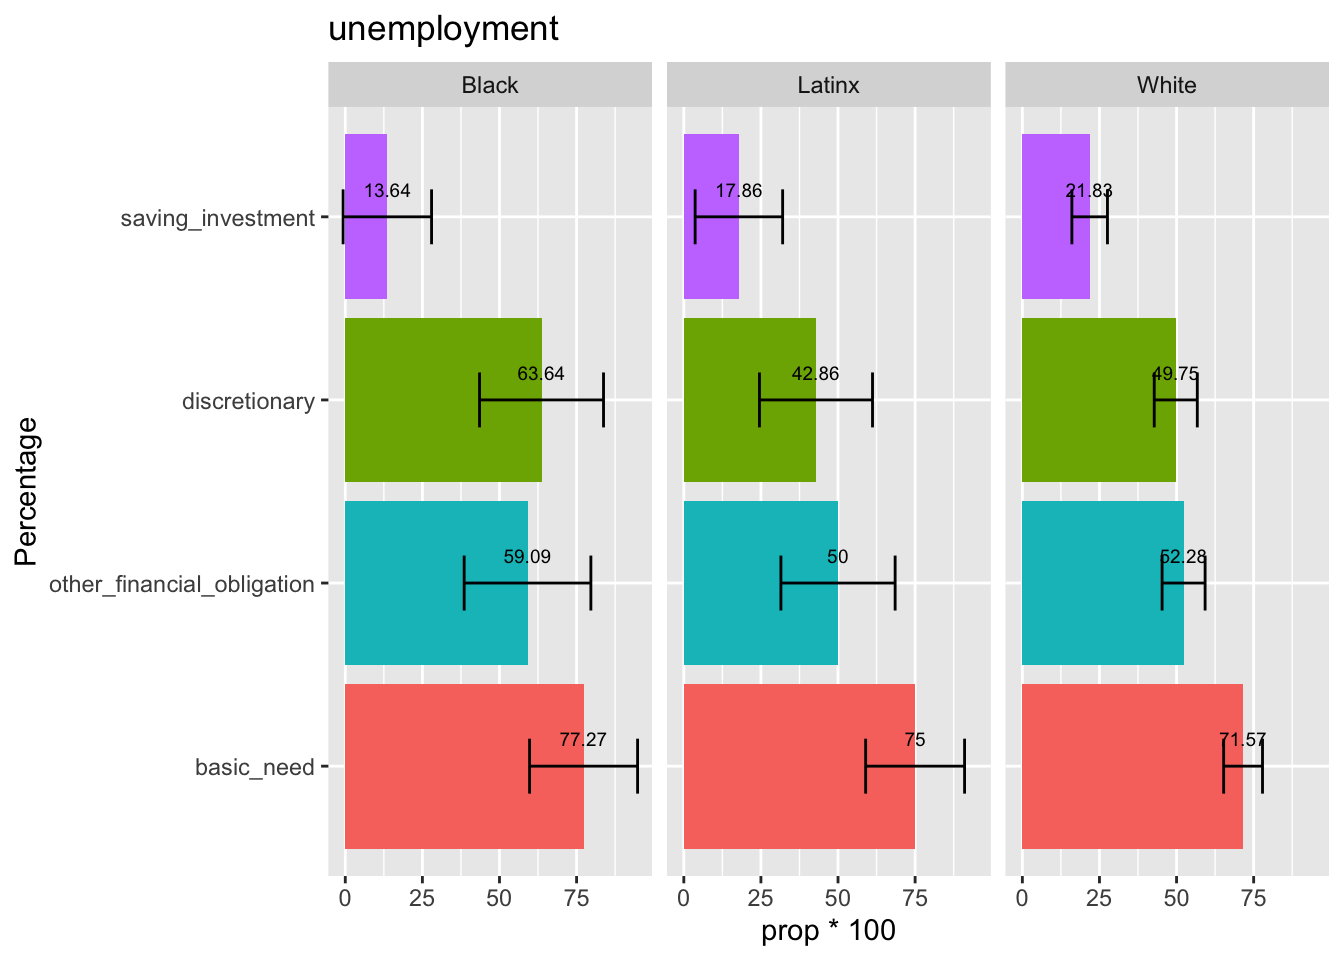 unemployment
Black
Latinx
White
Percentage
saving_investment
13.64
17.86
21.83
discretionary
63.64
42.86
49.75
other_financial_obligation
59.09
50
52.28
basic_need
77.27
75
71.57
0 25 50 75
0 25 50 75
0 25 50 75
prop * 100